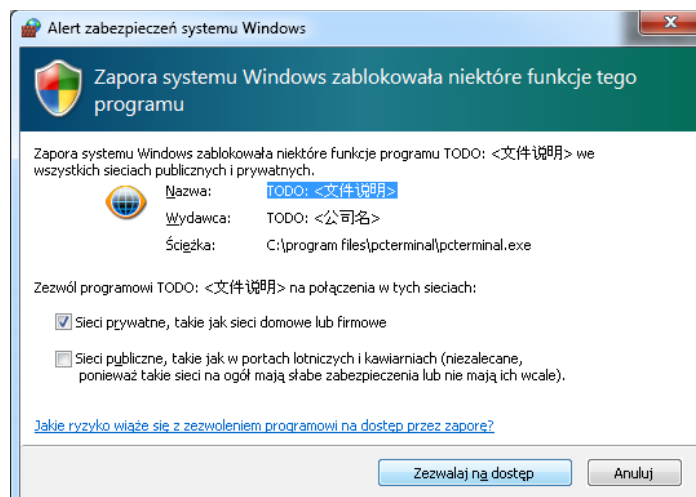 Alert zabezpieczeń systemu Windows
Zapora systemu Windows zablokowała niektóre funkcje tego
programu
Zapora systemu Windows zablokowała niektóre funkcje programu TODO: <文件说明> we
wszystkich sieciach publicznych i prywatnych.
Nazwa: TODO: <文件说明>
Wydawca: TODO: <公司名>
Ścieżka: C:\program files\pcterminal\pcterminal.exe
Zezwól programowi TODO: <文件说明> na połączenia w tych sieciach:
Sieci prywatne, takie jak sieci domowe lub firmowe
Sieci publiczne, takie jak w portach lotniczych i kawiarniach (niezalecane,
ponieważ takie sieci na ogół mają słabe zabezpieczenia lub nie mają ich wcale).
Jakie ryzyko wiąże się z zezwoleniem programowi na dostęp przez zaporę?
Zezwalaj na dostęp Anuluj